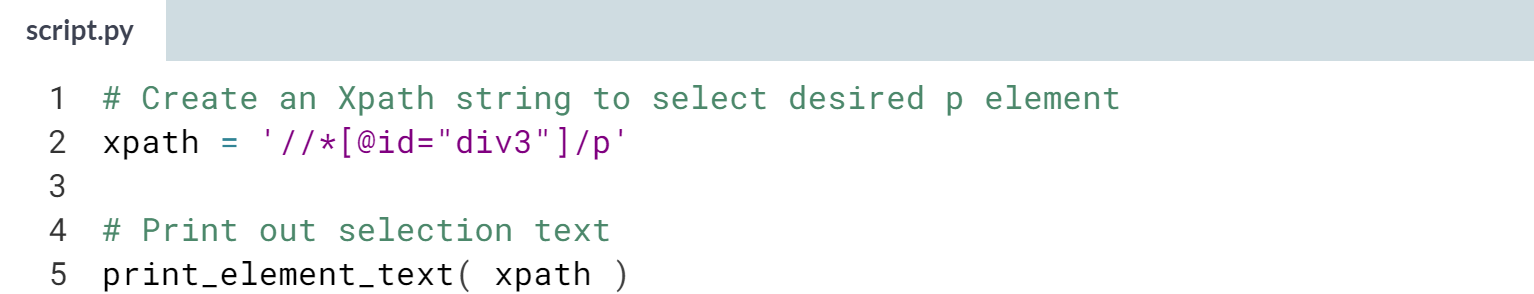 script.py
1 # Create an Xpath string to select desired p element
2 xpath = '//*[@id="div3"]/p'
3
4 # Print out selection text
5 print_element_text( xpath )